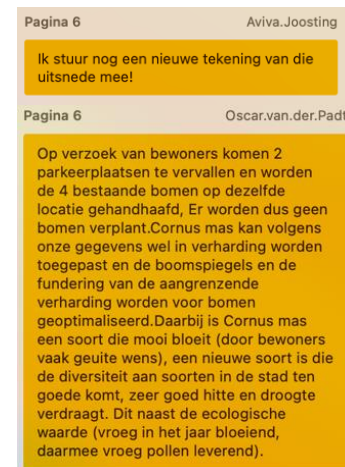 Pagina 6 Aviva.Joosting
Ik stuur nog een nieuwe tekening van die
uitsnede mee!
Pagina 6 Oscar.van.der.Padt
Op verzoek van bewoners komen 2
parkeerplaatsen te vervallen en worden
de 4 bestaande bomen op dezelfde
locatie gehandhaafd, Er worden dus geen
bomen verplant.Cornus mas kan volgens
onze gegevens wel in verharding worden
toegepast en de boomspiegels en de
fundering van de aangrenzende
verharding worden voor bomen
geoptimaliseerd.Daarbij is Cornus mas
een soort die mooi bloeit (door bewoners
vaak geuite wens), een nieuwe soort is die
de diversiteit aan soorten in de stad ten
goede komt, zeer goed hitte en droogte
verdraagt. Dit naast de ecologische
waarde (vroeg in het jaar bloeiend,
daarmee vroeg pollen leverend).